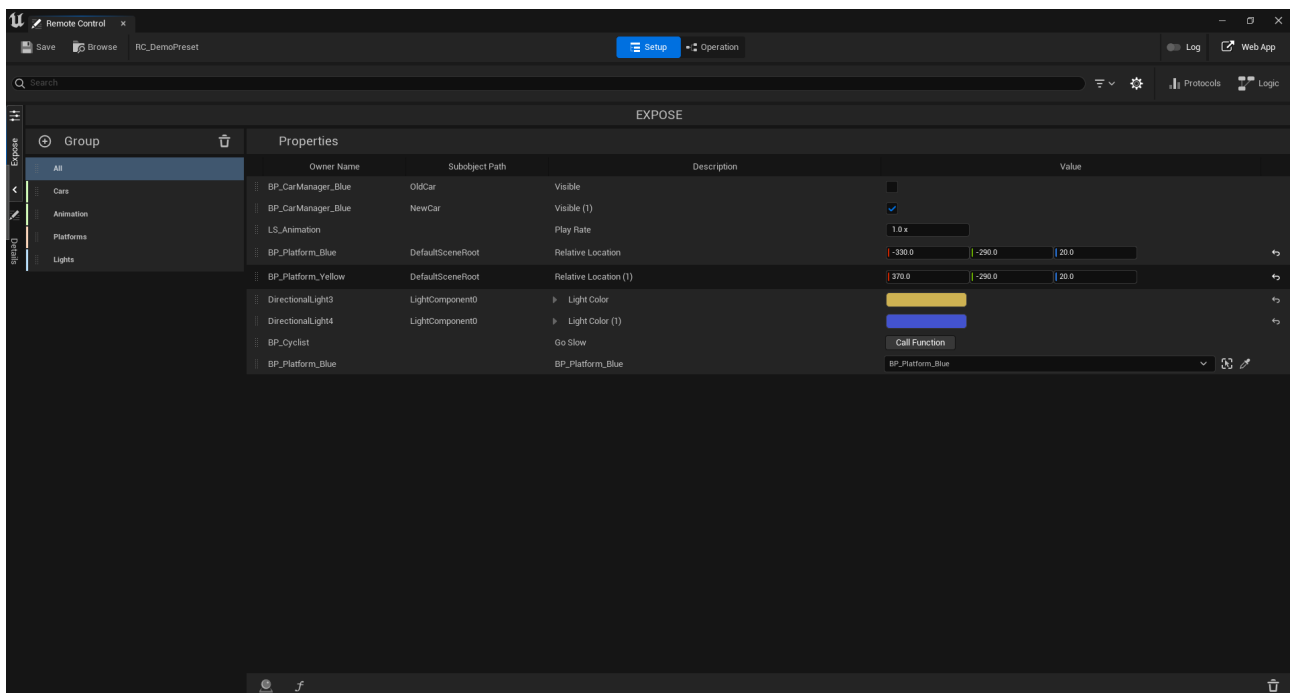 Remote Control
Save Browse RC_DemoPreset Setup Operation Log Web App
Search Protocols Logic
EXPOSE
Expose
Details
Group
All
Cars
Animation
Platforms
Lights
Properties
Owner Name Subobject Path Description Value
BP_CarManager_Blue OldCar Visible
BP_CarManager_Blue NewCar Visible (1)
LS_Animation Play Rate 1.0 x
BP_Platform_Blue DefaultSceneRoot Relative Location -330.0 -290.0 20.0
BP_Platform_Yellow DefaultSceneRoot Relative Location (1) 370.0 -290.0 20.0
DirectionalLight3 LightComponent0 Light Color
DirectionalLight4 LightComponent0 Light Color (1)
BP_Cyclist Go Slow Call Function
BP_Platform_Blue BP_Platform_Blue BP_Platform_Blue